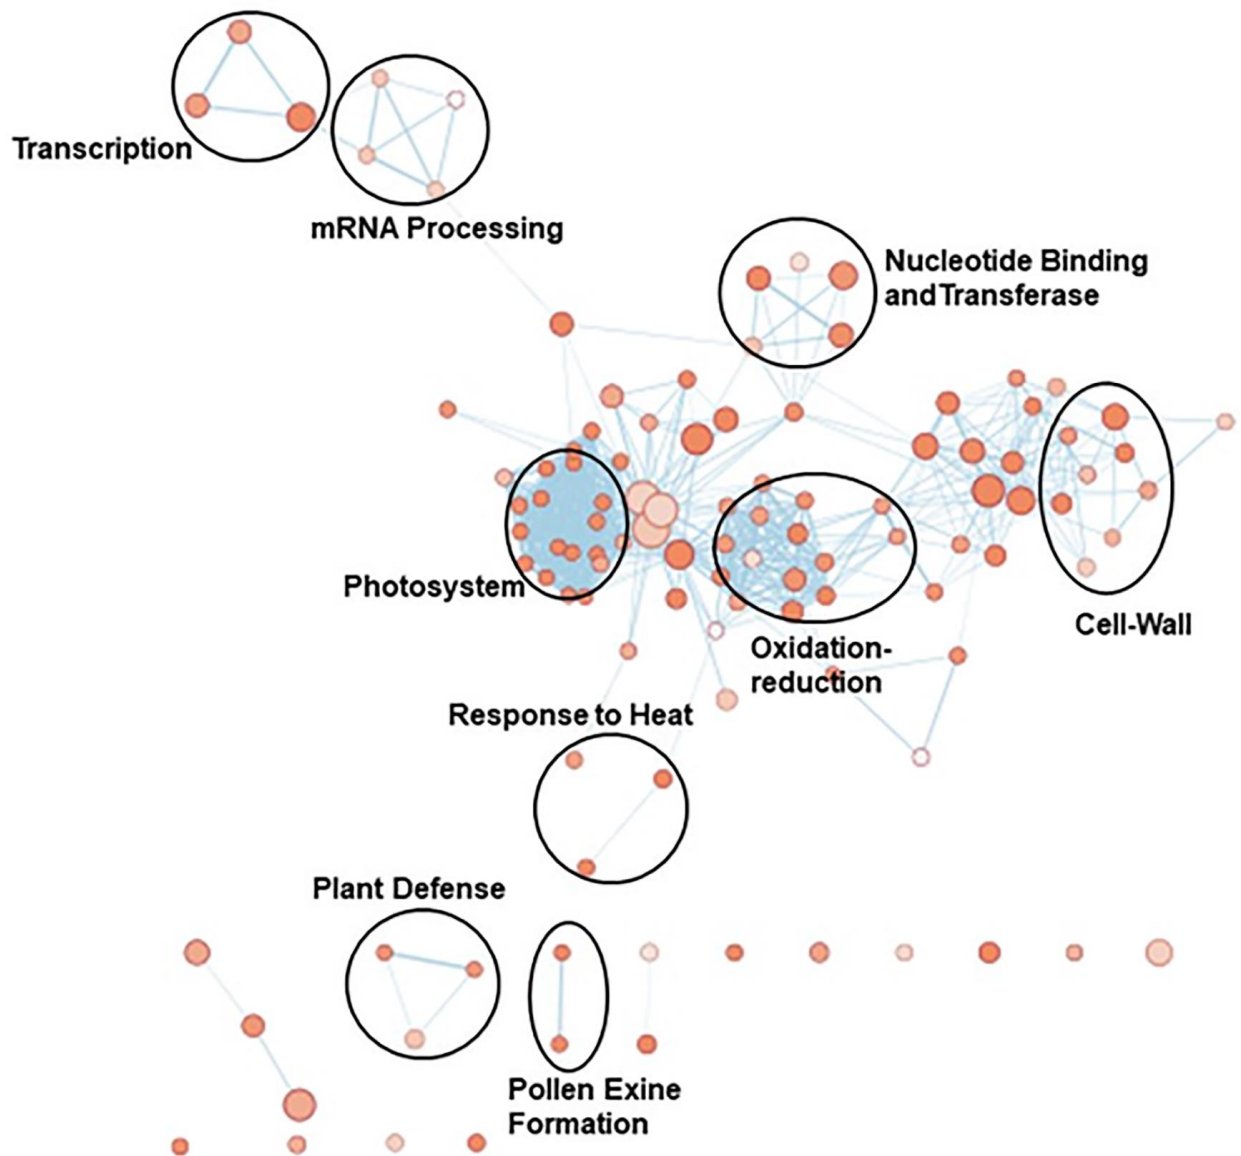 Transcription
mRNA Processing
Nucleotide Binding
andTransferase
Photosystem
Cell-Wall
Oxidation-
reduction
Response to Heat
Plant Defense
Pollen Exine
Formation